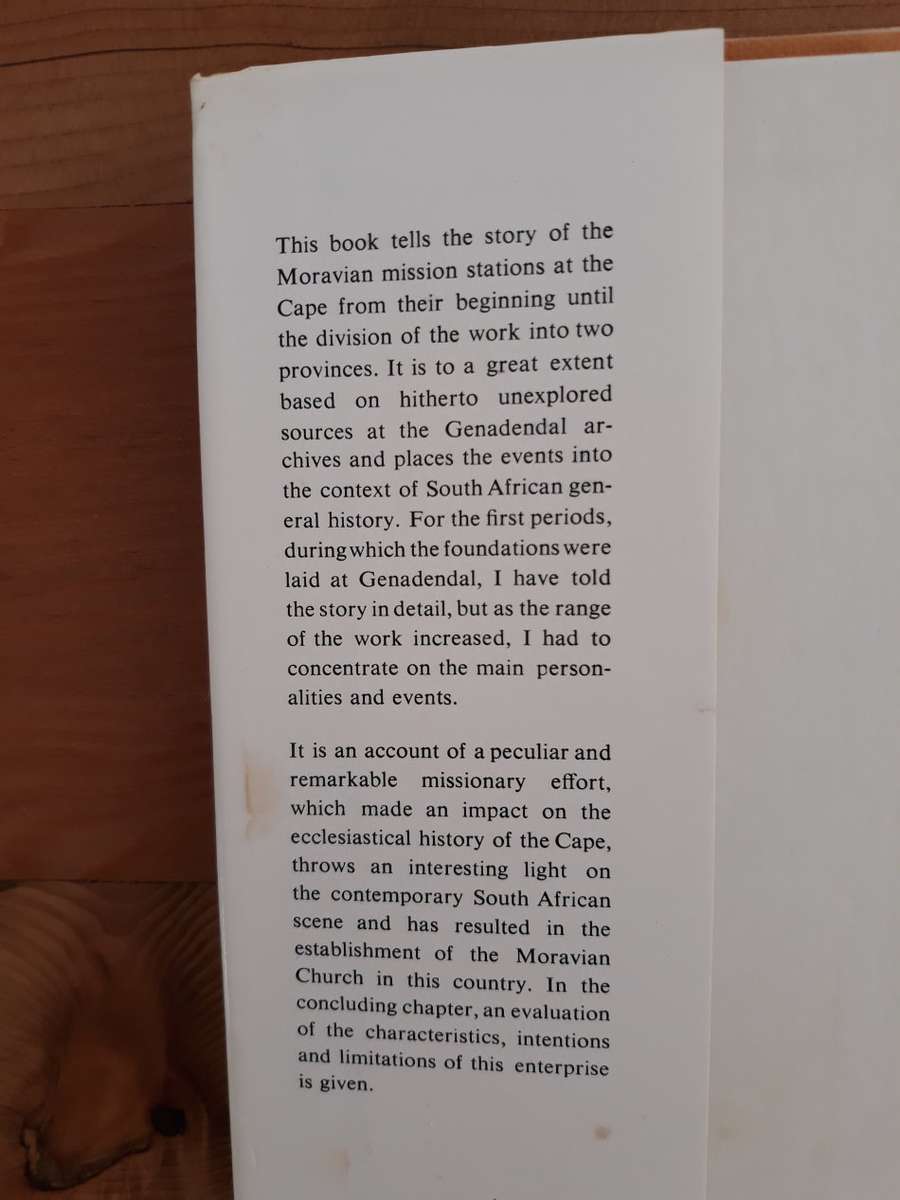 This book tells the story of the
Moravian mission stations at the
Cape from their beginning until
the division of the work into two
provinces. It is to a great extent
based on hitherto unexplored
sources at the Genadendal ar-
chives and places the events into
the context of South African gen-
eral history. For the first periods,
during which the foundations were
laid at Genadendal, I have told
the story in detail, but as the range
of the work increased, I had to
concentrate on the main person-
alities and events.
It is an account of a peculiar and
remarkable missionary effort,
which made an impact on the
ecclesiastical history of the Cape,
throws an interesting light on
the contemporary South African
scene and has resulted in the
establishment of the Moravian
Church in this country. In the
concluding chapter, an evaluation
of the characteristics, intentions
and limitations of this enterprise
is given.